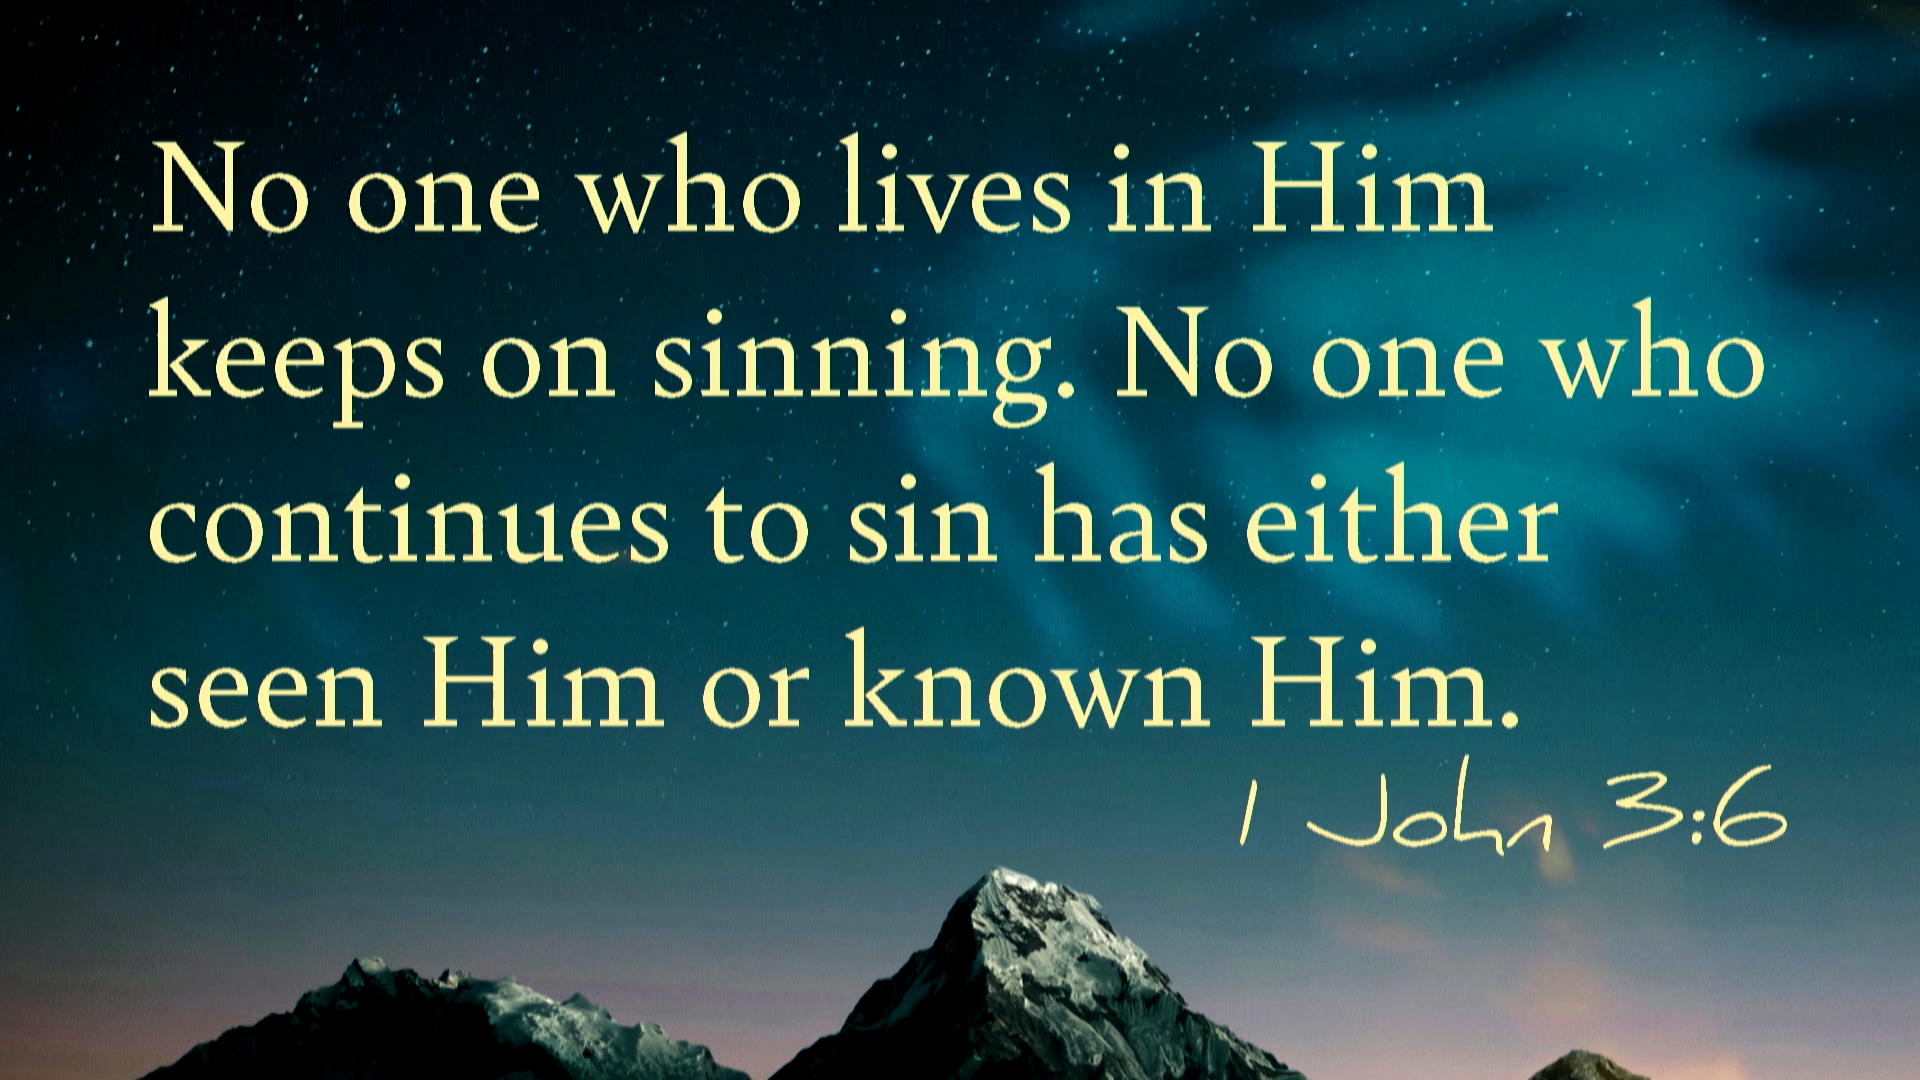 No one who lives in Him
keeps on sinning. No one who
continues to sin has either
seen Him or known Him.
1 John 3:6